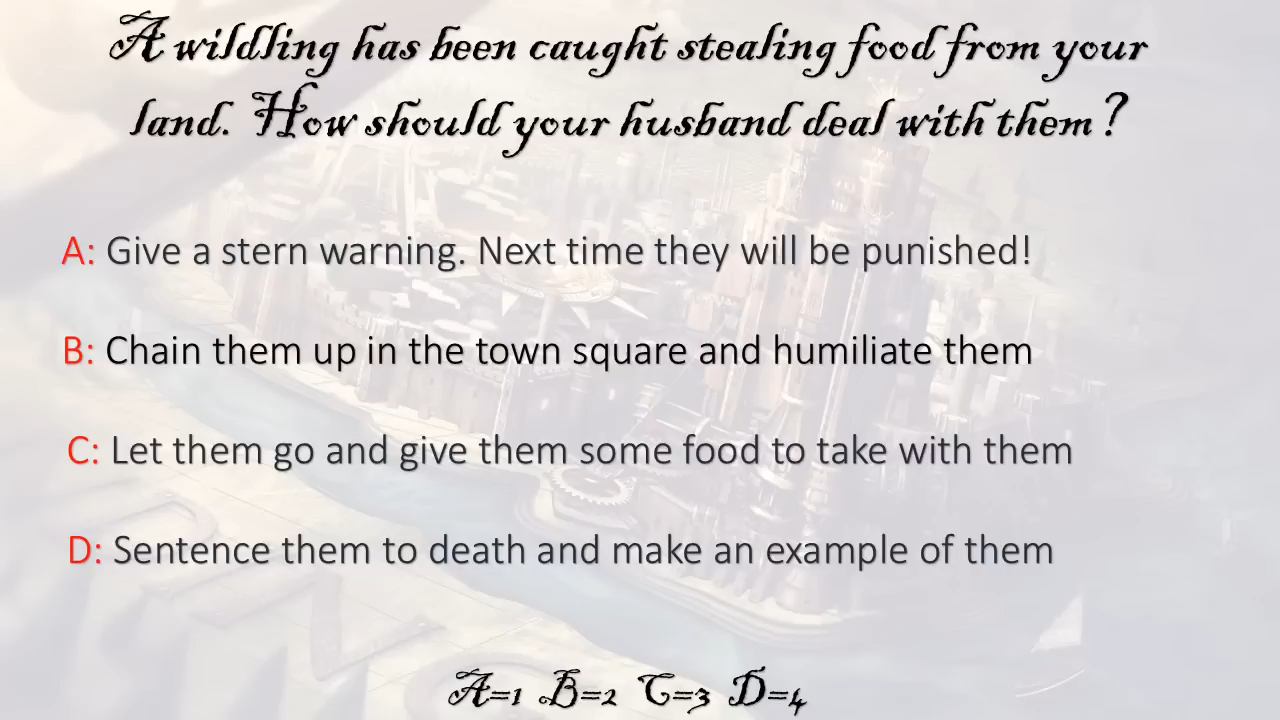 A wildling has been caught stealing food from your
land. How should your husband deal with them?
A: Give a stern warning. Next time they will be punished!
B: Chain them up in the town square and humiliate them
C: Let them go and give them some food to take with them
D: Sentence them to death and make an example of them
A=1 B=2 C=3 D=4